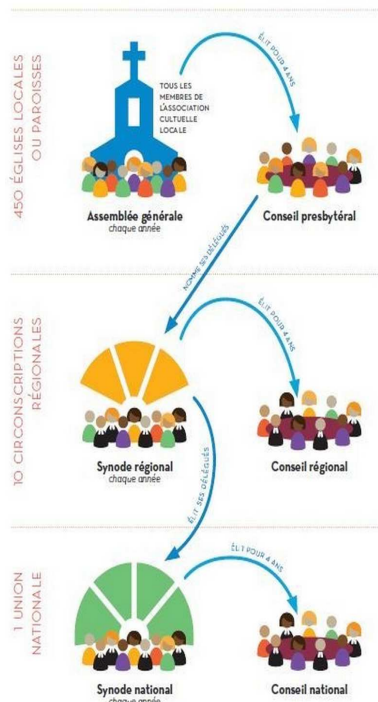 450 ÉGLISES LOCALES
OU PAROISSES
TOUS LES
MEMBRES DE
L'ASSOCIATION
CULTUELLE
LOCALE
ÉLIT POUR 4 ANS
Assemblée générale
chaque année
Conseil presbytéral
NOMME SES DÉLÉGUÉS
10 CIRCONSCRIPTIONS
RÉGIONALES
ÉLIT POUR 4 ANS
Synode régional
chaque année
Conseil régional
ÉLIT SES DÉLÉGUÉS
1 UNION
NATIONALE
ÉLIT POUR 4 ANS
Synode national
chaque année
Conseil national